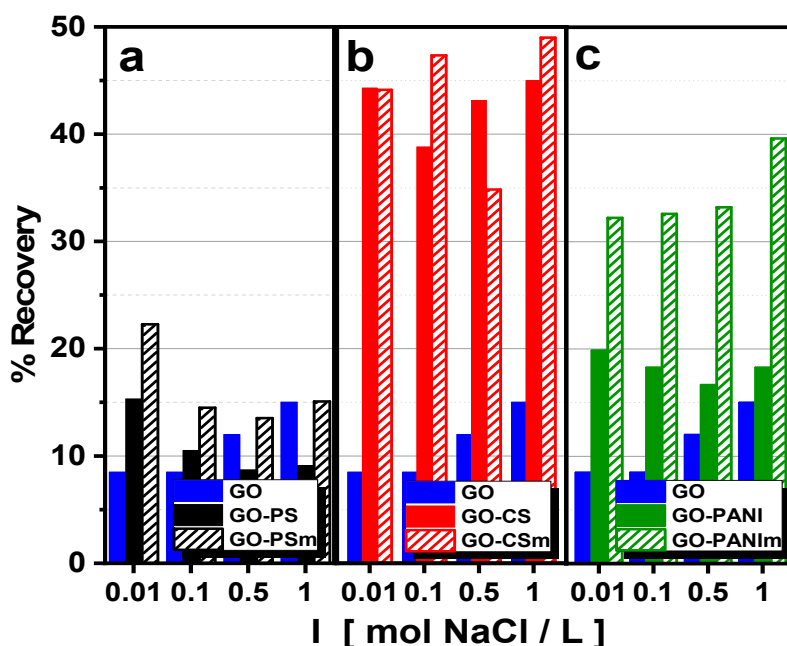 50
40
30
20
10
0
% Recovery
a
b
c
GO
GO-PS
GO-PSm
GO
GO-CS
GO-CSm
GO
GO-PANI
GO-PANIm
0.01 0.1 0.5 1
0.01 0.1 0.5 1
0.01 0.1 0.5 1
I [ mol NaCl / L ]